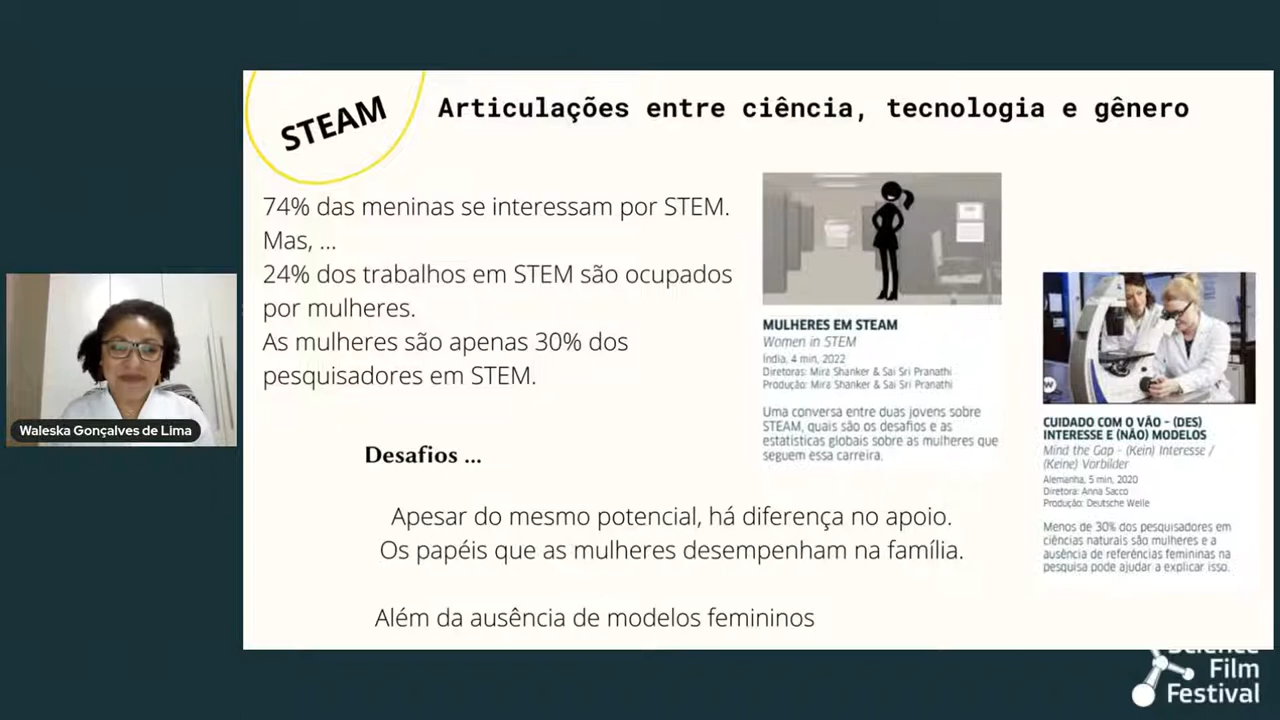 STEAM
Articulações entre ciência, tecnologia e gênero
74% das meninas se interessam por STEM.
Mas, ...
24% dos trabalhos em STEM são ocupados
por mulheres.
As mulheres são apenas 30% dos
pesquisadores em STEM.
Desafios ...
Apesar do mesmo potencial, há diferença no apoio.
Os papéis que as mulheres desempenham na família.
Além da ausência de modelos femininos
MULHERES EM STEAM
Women in STEM
Índia, 4 min, 2022
Diretoras: Mira Shanker & Sai Sri Pranathi
Produção: Mira Shanker & Sai Sri Pranathi
Uma conversa entre duas jovens sobre
STEAM, quais são os desafios e as
estatísticas globais sobre as mulheres que
seguem essa carreira.
W
CUIDADO COM O VÃO – (DES)
INTERESSE E (NÃO) MODELOS
Mind the Gap - (Kein) Interesse /
(Keine) Vorbilder
Alemanha, 5 min, 2020
Diretora: Anna Sacco
Produção: Deutsche Welle
Menos de 30% dos pesquisadores em
ciências naturais são mulheres e a
ausência de referências femininas na
pesquisa pode ajudar a explicar isso.
Waleska Gonçalves de Lima
Science
Film
Festival